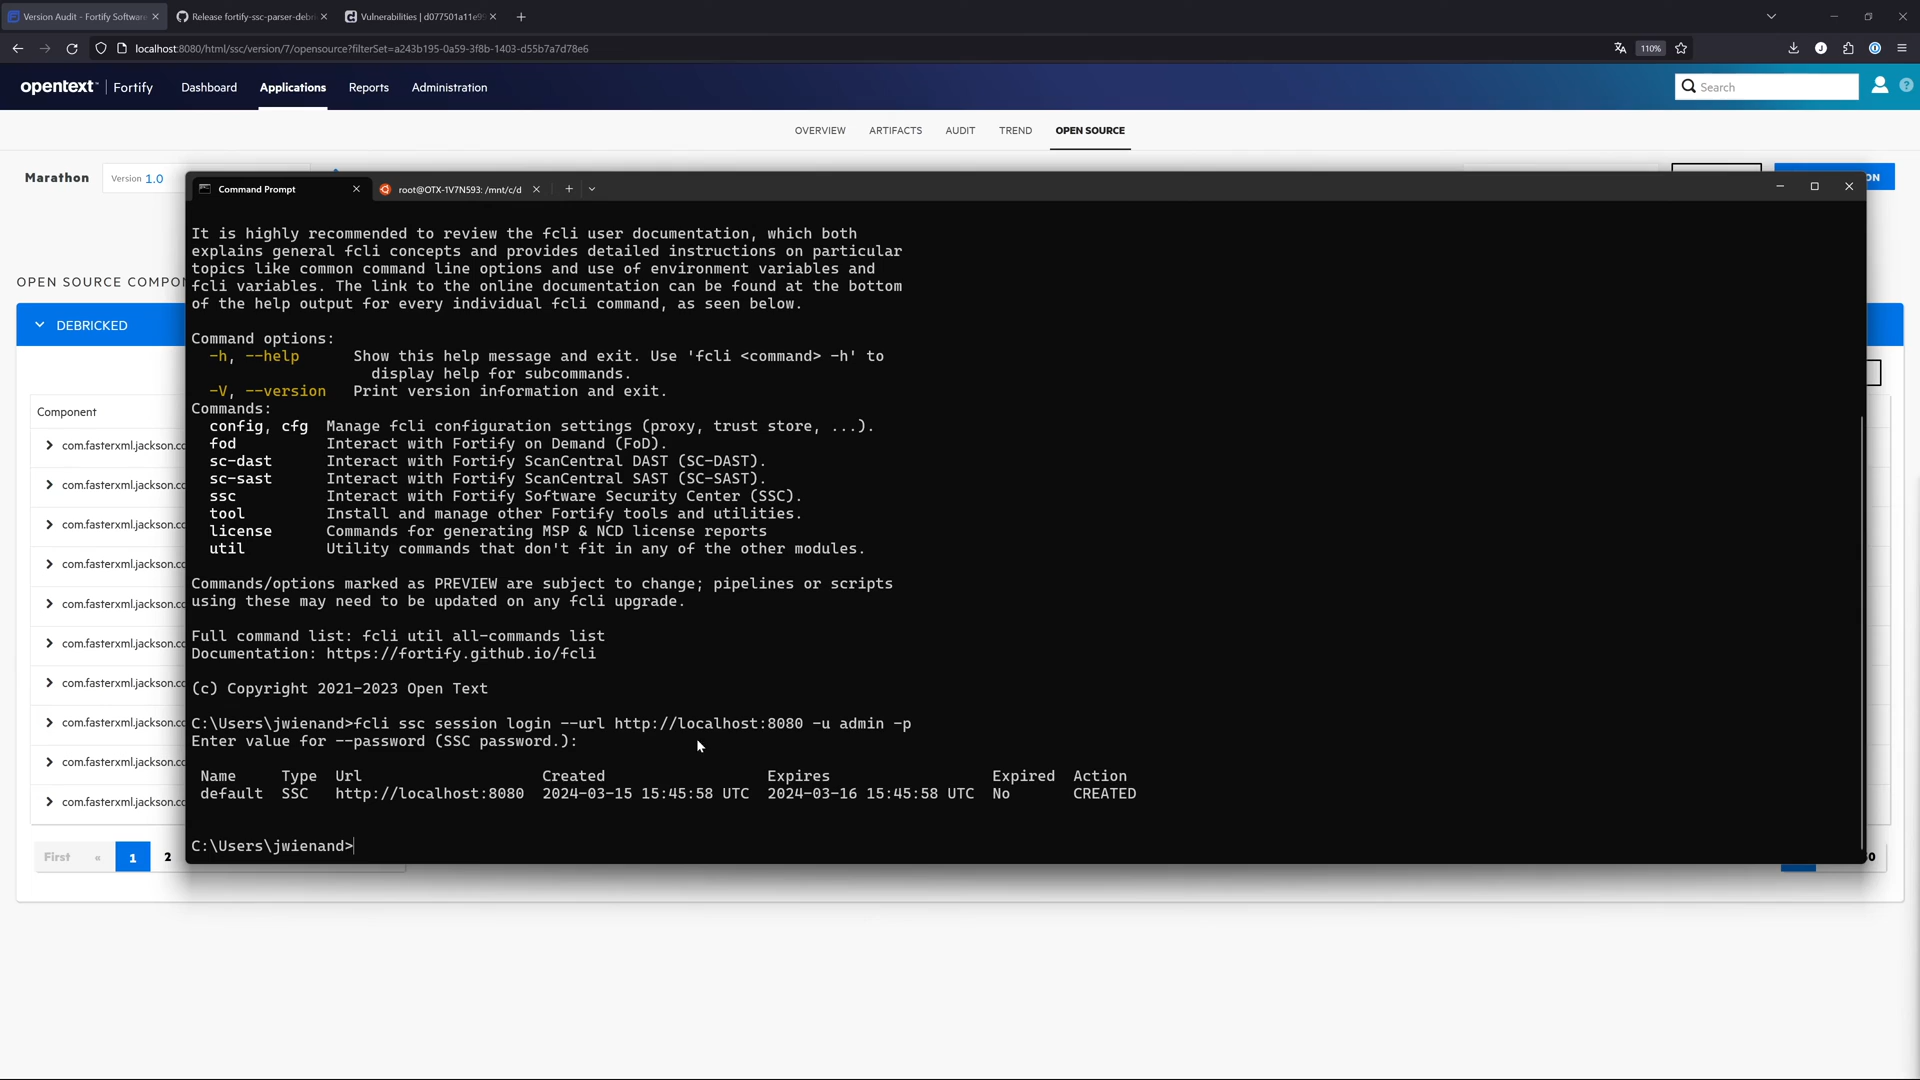 Version Audit - Fortify Software
Release fortify-ssc-parser-debri
Vulnerabilities | d077501a11e9
localhost:8080/html/ssc/version/7/opensource?filterSet=a243b195-0a59-3f8b-1403-d55b7a7d78e6
110%
opentext™ | Fortify
Dashboard
Applications
Reports
Administration
Search
OVERVIEW
ARTIFACTS
AUDIT
TREND
OPEN SOURCE
Marathon
Version 1.0
ON
Command Prompt
root@OTX-1V7N593: /mnt/c/d
OPEN SOURCE COMPO
DEBRICKED
Component
com.fasterxml.jackson.co
com.fasterxml.jackson.co
com.fasterxml.jackson.co
com.fasterxml.jackson.co
com.fasterxml.jackson.co
com.fasterxml.jackson.co
com.fasterxml.jackson.co
com.fasterxml.jackson.co
com.fasterxml.jackson.co
com.fasterxml.jackson.co
First « 1 2
It is highly recommended to review the fcli user documentation, which both
explains general fcli concepts and provides detailed instructions on particular
topics like common command line options and use of environment variables and
fcli variables. The link to the online documentation can be found at the bottom
of the help output for every individual fcli command, as seen below.
Command options:
-h, --help Show this help message and exit. Use 'fcli <command> -h' to
display help for subcommands.
-V, --version Print version information and exit.
Commands:
config, cfg Manage fcli configuration settings (proxy, trust store, ...).
fod Interact with Fortify on Demand (FoD).
sc-dast Interact with Fortify ScanCentral DAST (SC-DAST).
sc-sast Interact with Fortify ScanCentral SAST (SC-SAST).
ssc Interact with Fortify Software Security Center (SSC).
tool Install and manage other Fortify tools and utilities.
license Commands for generating MSP & NCD license reports
util Utility commands that don't fit in any of the other modules.
Commands/options marked as PREVIEW are subject to change; pipelines or scripts
using these may need to be updated on any fcli upgrade.
Full command list: fcli util all-commands list
Documentation: https://fortify.github.io/fcli
(c) Copyright 2021-2023 Open Text
C:\Users\jwienand>fcli ssc session login --url http://localhost:8080 -u admin -p
Enter value for --password (SSC password.):
Name Type Url Created Expires Expired Action
default SSC http://localhost:8080 2024-03-15 15:45:58 UTC 2024-03-16 15:45:58 UTC No CREATED
C:\Users\jwienand>